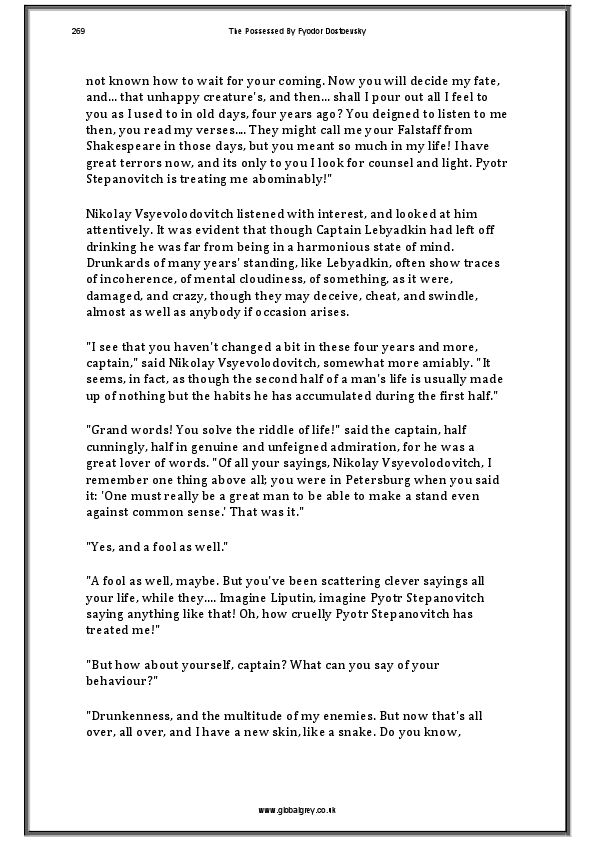 269
The Possessed By Fyodor Dostoevsky
not known how to wait for your coming. Now you will decide my fate,
and... that unhappy creature's, and then... shall I pour out all I feel to
you as I used to in old days, four years ago? You deigned to listen to me
then, you read my verses.... They might call me your Falstaff from
Shakespeare in those days, but you meant so much in my life! I have
great terrors now, and its only to you I look for counsel and light. Pyotr
Stepanovitch is treating me abominably!"
Nikolay Vsyevolodovitch listened with interest, and looked at him
attentively. It was evident that though Captain Lebyadkin had left off
drinking he was far from being in a harmonious state of mind.
Drunkards of many years' standing, like Lebyadkin, often show traces
of incoherence, of mental cloudiness, of something, as it were,
damaged, and crazy, though they may deceive, cheat, and swindle,
almost as well as anybody if occasion arises.
"I see that you haven't changed a bit in these four years and more,
captain," said Nikolay Vsyevolodovitch, somewhat more amiably. "It
seems, in fact, as though the second half of a man's life is usually made
up of nothing but the habits he has accumulated during the first half."
"Grand words! You solve the riddle of life!" said the captain, half
cunningly, half in genuine and unfeigned admiration, for he was a
great lover of words. "Of all your sayings, Nikolay Vsyevolodovitch, I
remember one thing above all; you were in Petersburg when you said
it: 'One must really be a great man to be able to make a stand even
against common sense.' That was it."
"Yes, and a fool as well."
"A fool as well, maybe. But you've been scattering clever sayings all
your life, while they.... Imagine Liputin, imagine Pyotr Stepanovitch
saying anything like that! Oh, how cruelly Pyotr Stepanovitch has
treated me!"
"But how about yourself, captain? What can you say of your
behaviour?"
"Drunkenness, and the multitude of my enemies. But now that's all
over, all over, and I have a new skin, like a snake. Do you know,
www.globalgrey.co.uk